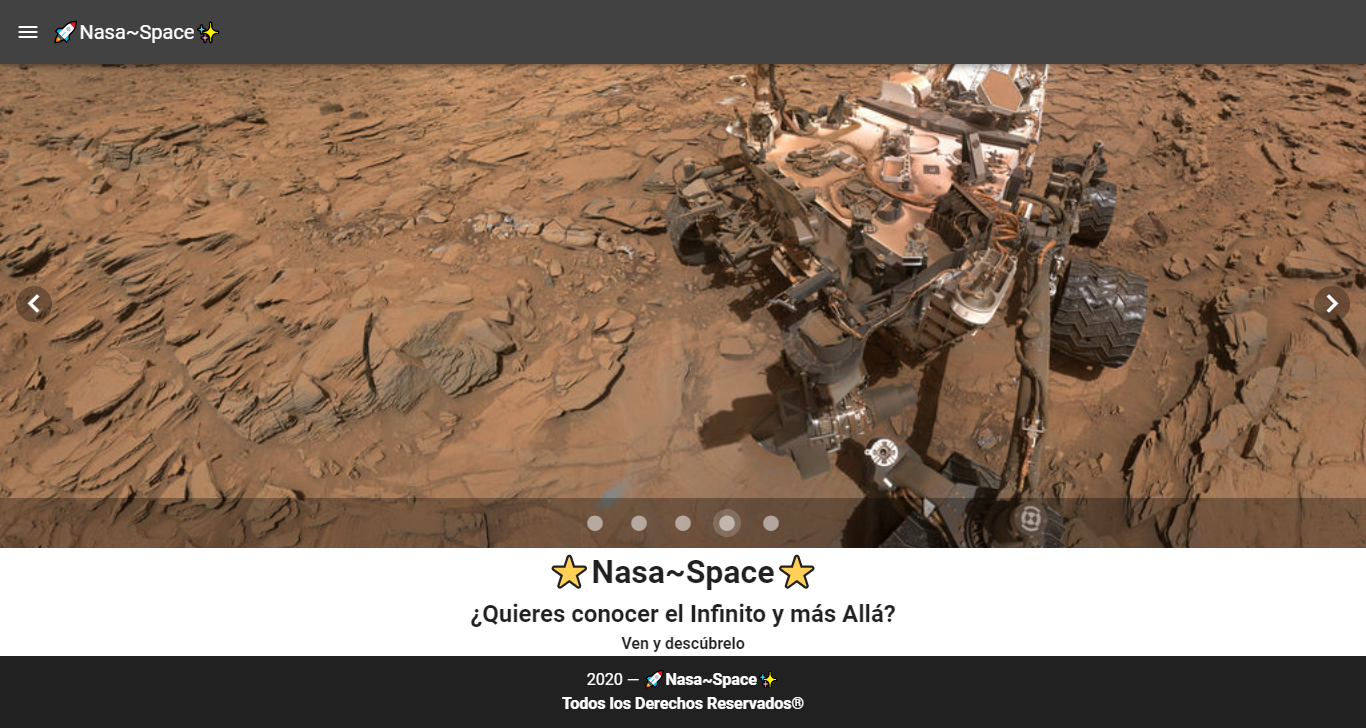 🚀Nasa~Space✨
⭐Nasa~Space⭐
¿Quieres conocer el Infinito y más Allá?
Ven y descúbrelo
2020 — 🚀Nasa~Space✨
Todos los Derechos Reservados®